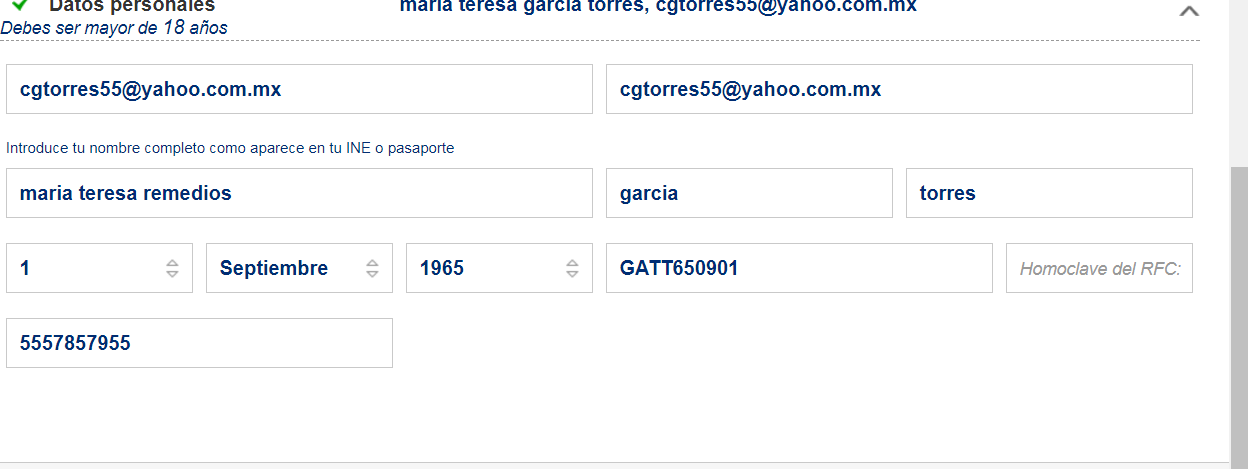 Datos personales maria teresa garcia torres, cgtorres55@yahoo.com.mx
Debes ser mayor de 18 años
cgtorres55@yahoo.com.mx cgtorres55@yahoo.com.mx
Introduce tu nombre completo como aparece en tu INE o pasaporte
maria teresa remedios garcia torres
1 Septiembre 1965 GATT650901 Homoclave del RFC:
5557857955